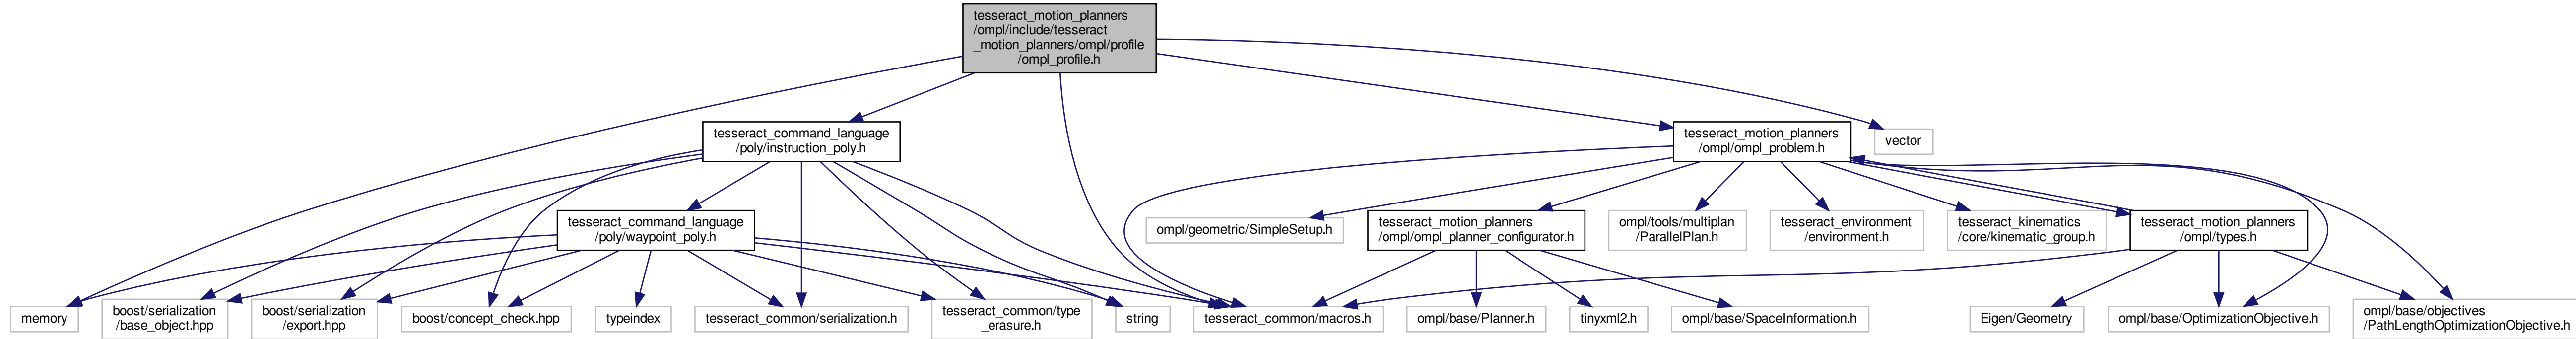 tesseract_motion_planners
/ompl/include/tesseract
_motion_planners/ompl/profile
/ompl_profile.h
tesseract_command_language
/poly/instruction_poly.h
tesseract_motion_planners
/ompl/ompl_problem.h
vector
tesseract_command_language
/poly/waypoint_poly.h
ompl/geometric/SimpleSetup.h
tesseract_motion_planners
/ompl/ompl_planner_configurator.h
ompl/tools/multiplan
/ParallelPlan.h
tesseract_environment
/environment.h
tesseract_kinematics
/core/kinematic_group.h
tesseract_motion_planners
/ompl/types.h
memory
boost/serialization
/base_object.hpp
boost/serialization
/export.hpp
boost/concept_check.hpp
typeindex
tesseract_common/serialization.h
tesseract_common/type
_erasure.h
string
tesseract_common/macros.h
ompl/base/Planner.h
tinyxml2.h
ompl/base/SpaceInformation.h
Eigen/Geometry
ompl/base/OptimizationObjective.h
ompl/base/objectives
/PathLengthOptimizationObjective.h